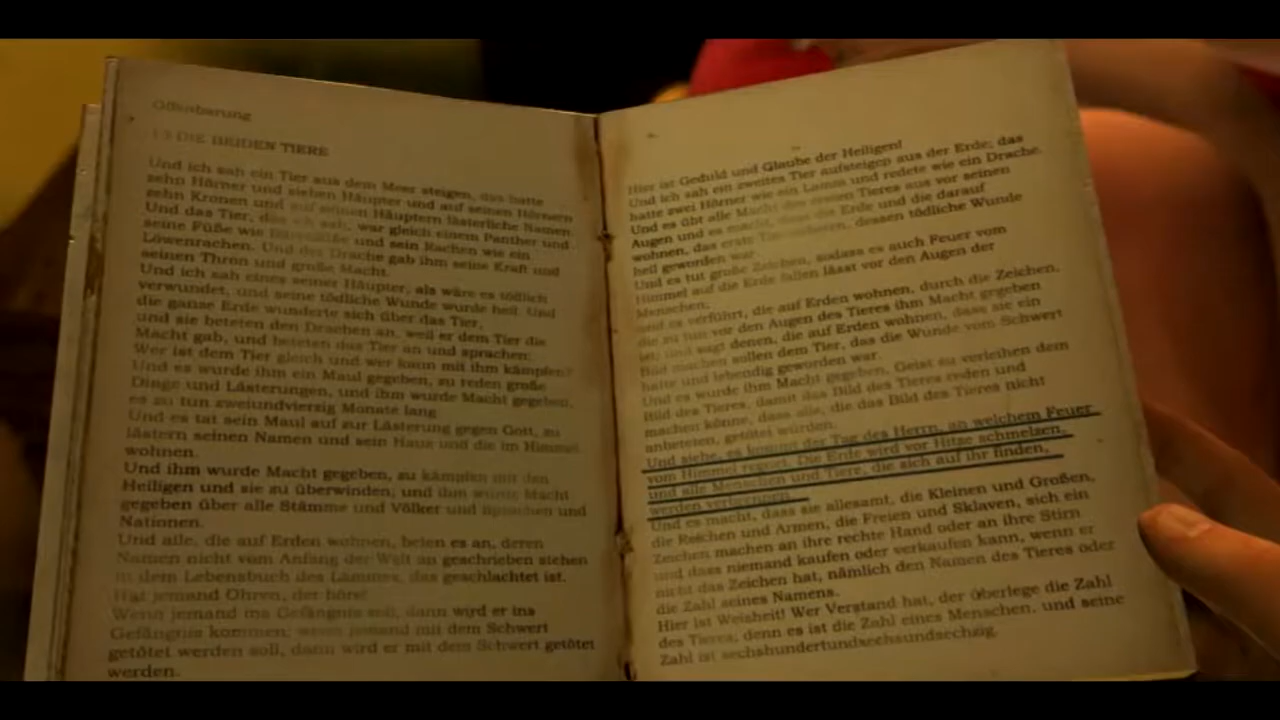 Offenbarung
13 DIE BEIDEN TIERE
Und ich sah ein Tier aus dem Meer steigen, das hatte
zehn Hörner und sieben Häupter und auf seinen Hörnern
zehn Kronen und auf seinen Häuptern lästerliche Namen.
Und das Tier, das ich sah, war gleich einem Panther und
seine Füße wie Bärenfüße und sein Rachen wie ein
Löwenrachen. Und der Drache gab ihm seine Kraft und
seinen Thron und große Macht.
Und ich sah eines seiner Häupter, als wäre es tödlich
verwundet, und seine tödliche Wunde wurde heil. Und
die ganze Erde wunderte sich über das Tier,
und sie beteten den Drachen an, weil er dem Tier die
Macht gab, und beteten das Tier an und sprachen:
Wer ist dem Tier gleich und wer kann mit ihm kämpfen?
Und es wurde ihm ein Maul gegeben, zu reden große
Dinge und Lästerungen, und ihm wurde Macht gegeben,
es zu tun zweiundvierzig Monate lang
Und es tat sein Maul auf zur Lästerung gegen Gott, zu
lästern seinen Namen und sein Haus und die im Himmel
wohnen.
Und ihm wurde Macht gegeben, zu kämpfen mit den
Heiligen und sie zu überwinden; und ihm wurde Macht
gegeben über alle Stämme und Völker und Sprachen und
Nationen.
Und alle, die auf Erden wohnen, beten es an, deren
Namen nicht vom Anfang der Welt an geschrieben stehen
in dem Lebensbuch des Lammes, das geschlachtet ist.
Hat jemand Ohren, der höre!
Wenn jemand ins Gefängnis soll, dann wird er ins
Gefängnis kommen; wenn jemand mit dem Schwert
getötet werden soll, dann wird er mit dem Schwert getötet
werden.
Hier ist Geduld und Glaube der Heiligen!
Und ich sah ein zweites Tier aufsteigen aus der Erde; das
hatte zwei Hörner wie ein Lamm und redete wie ein Drache.
Und es übt alle Macht des ersten Tieres aus vor seinen
Augen und es macht, dass die Erde und die darauf
wohnen, das erste Tier anbeten, dessen tödliche Wunde
heil geworden war.
Und es tut große Zeichen, sodass es auch Feuer vom
Himmel auf die Erde fallen lässt vor den Augen der
Menschen;
und es verführt, die auf Erden wohnen, durch die Zeichen,
die zu tun vor den Augen des Tieres ihm Macht gegeben
ist; und sagt denen, die auf Erden wohnen, dass sie ein
Bild machen sollen dem Tier, das die Wunde vom Schwert
hatte und lebendig geworden war.
Und es wurde ihm Macht gegeben, Geist zu verleihen dem
Bild des Tieres, damit das Bild des Tieres reden und
machen könne, dass alle, die das Bild des Tieres nicht
anbeteten, getötet würden.
Und siehe, es kommt der Tag des Herrn, an welchem Feuer
vom Himmel regnet. Die Erde wird vor Hitze schmelzen,
und alle Menschen und Tiere, die sich auf ihr finden,
werden verbrennen.
Und es macht, dass sie allesamt, die Kleinen und Großen,
die Reichen und Armen, die Freien und Sklaven, sich ein
Zeichen machen an ihre rechte Hand oder an ihre Stirn
und dass niemand kaufen oder verkaufen kann, wenn er
nicht das Zeichen hat, nämlich den Namen des Tieres oder
die Zahl seines Namens.
Hier ist Weisheit! Wer Verstand hat, der überlege die Zahl
des Tieres; denn es ist die Zahl eines Menschen, und seine
Zahl ist sechshundertundsechsundsechzig.